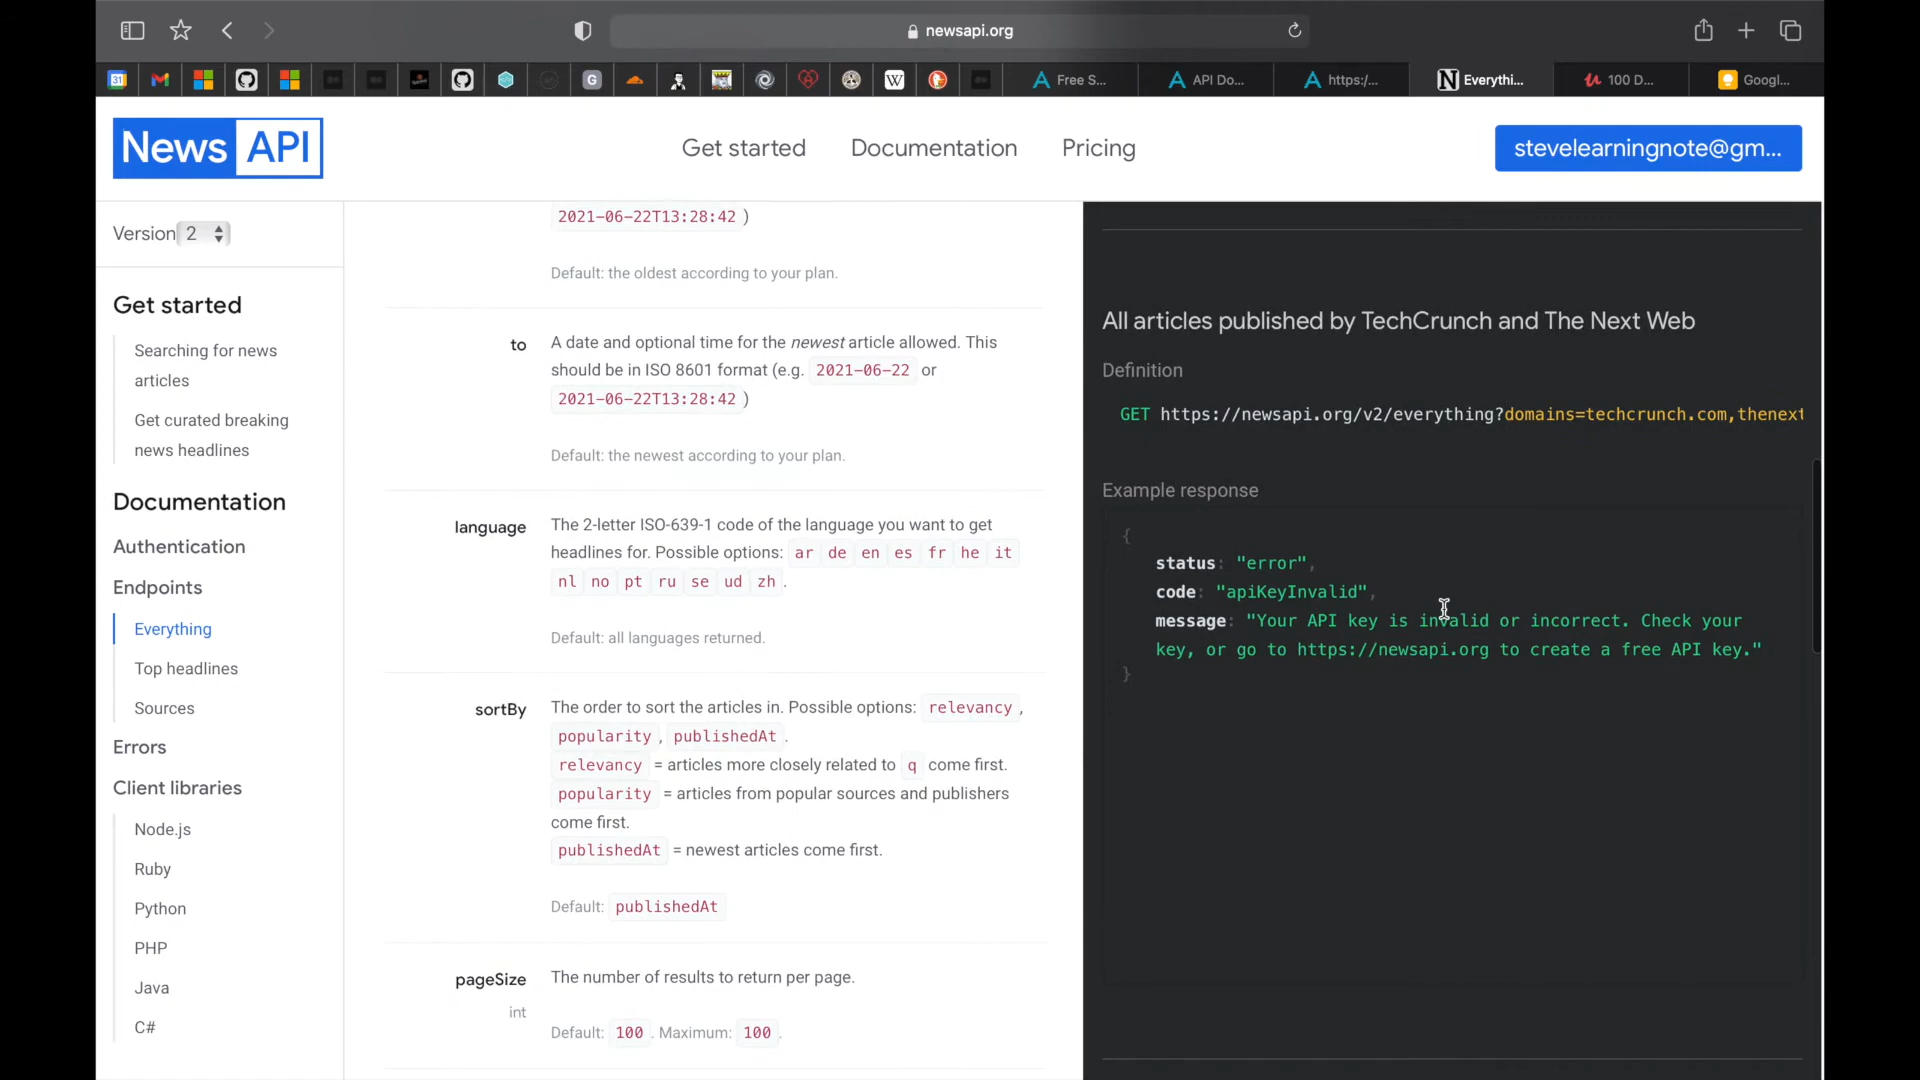 newsapi.org
31
G
W
Free S...
API Do...
https:/...
N
Everythi...
100 D...
Googl...
News API
Get started
Documentation
Pricing
stevelearningnote@gm...
Version 2
Get started
Searching for news
articles
Get curated breaking
news headlines
Documentation
Authentication
Endpoints
Everything
Top headlines
Sources
Errors
Client libraries
Node.js
Ruby
Python
PHP
Java
C#
2021-06-22T13:28:42 )
Default: the oldest according to your plan.
to
A date and optional time for the newest article allowed. This
should be in ISO 8601 format (e.g. 2021-06-22 or
2021-06-22T13:28:42 )
Default: the newest according to your plan.
language
The 2-letter ISO-639-1 code of the language you want to get
headlines for. Possible options: ar de en es fr he it
nl no pt ru se ud zh .
Default: all languages returned.
sortBy
The order to sort the articles in. Possible options: relevancy ,
popularity , publishedAt .
relevancy = articles more closely related to q come first.
popularity = articles from popular sources and publishers
come first.
publishedAt = newest articles come first.
Default: publishedAt
pageSize
int
The number of results to return per page.
Default: 100 . Maximum: 100 .
All articles published by TechCrunch and The Next Web
Definition
GET https://newsapi.org/v2/everything?domains=techcrunch.com,thenext
Example response
{
status: "error",
code: "apiKeyInvalid",
message: "Your API key is invalid or incorrect. Check your
key, or go to https://newsapi.org to create a free API key."
}